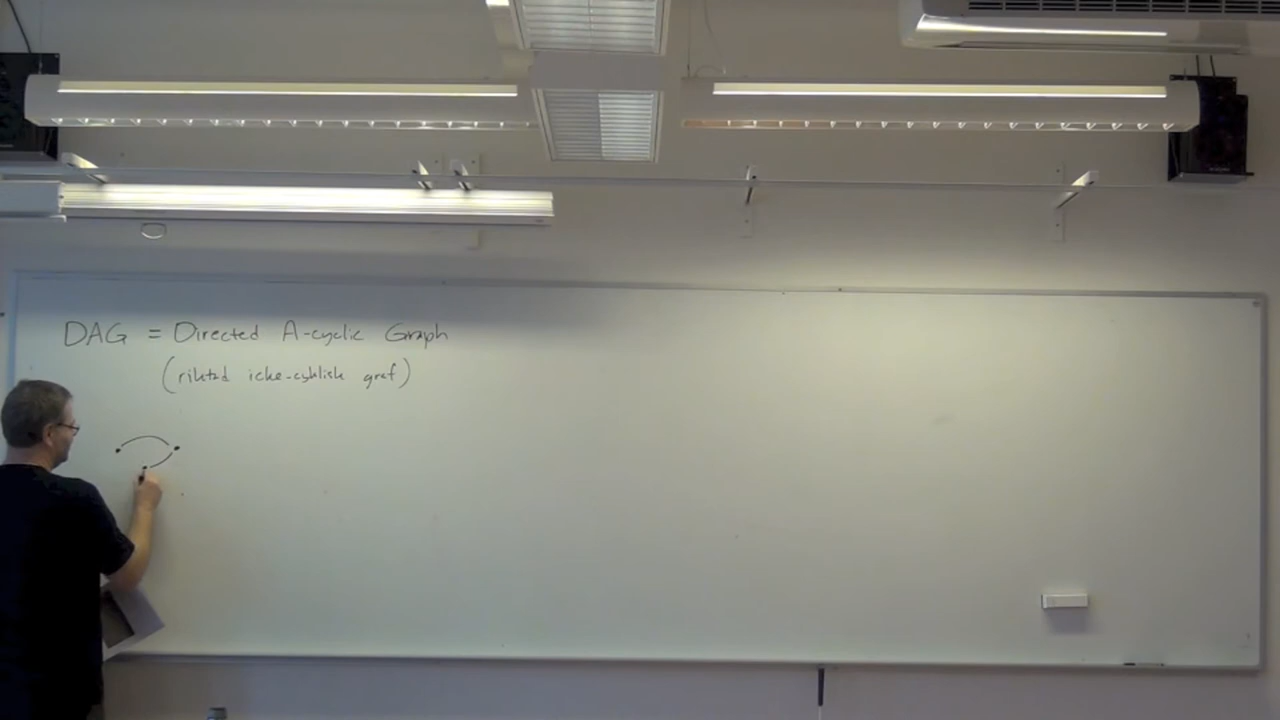 DAG = Directed A-cyclic Graph
(riktad icke-cyklisk graf)